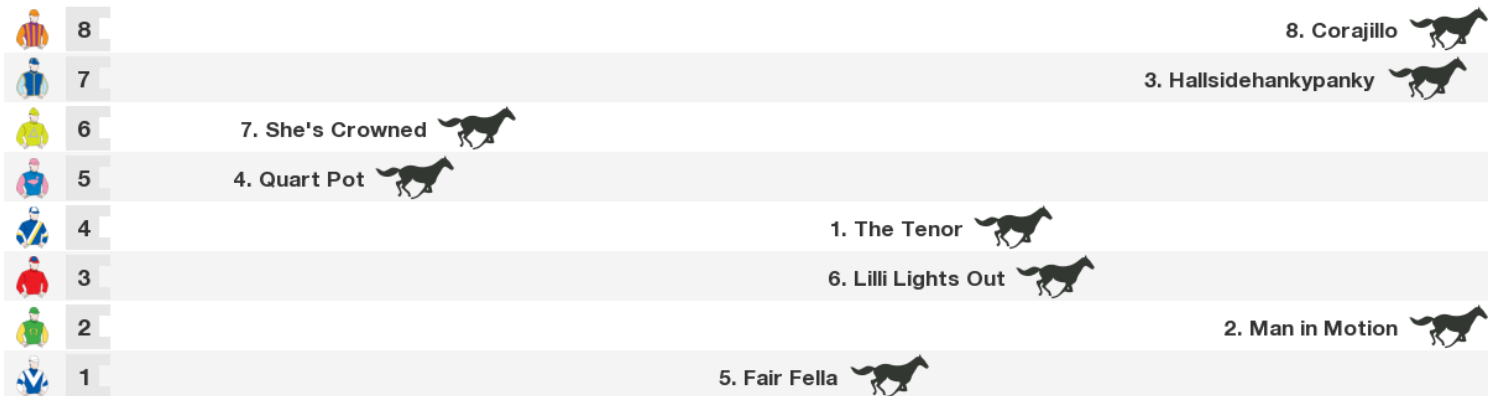 8 8. Corajillo
7 3. Hallsidehankypanky
6 7. She's Crowned
5 4. Quart Pot
4 1. The Tenor
3 6. Lilli Lights Out
2 2. Man in Motion
1 5. Fair Fella